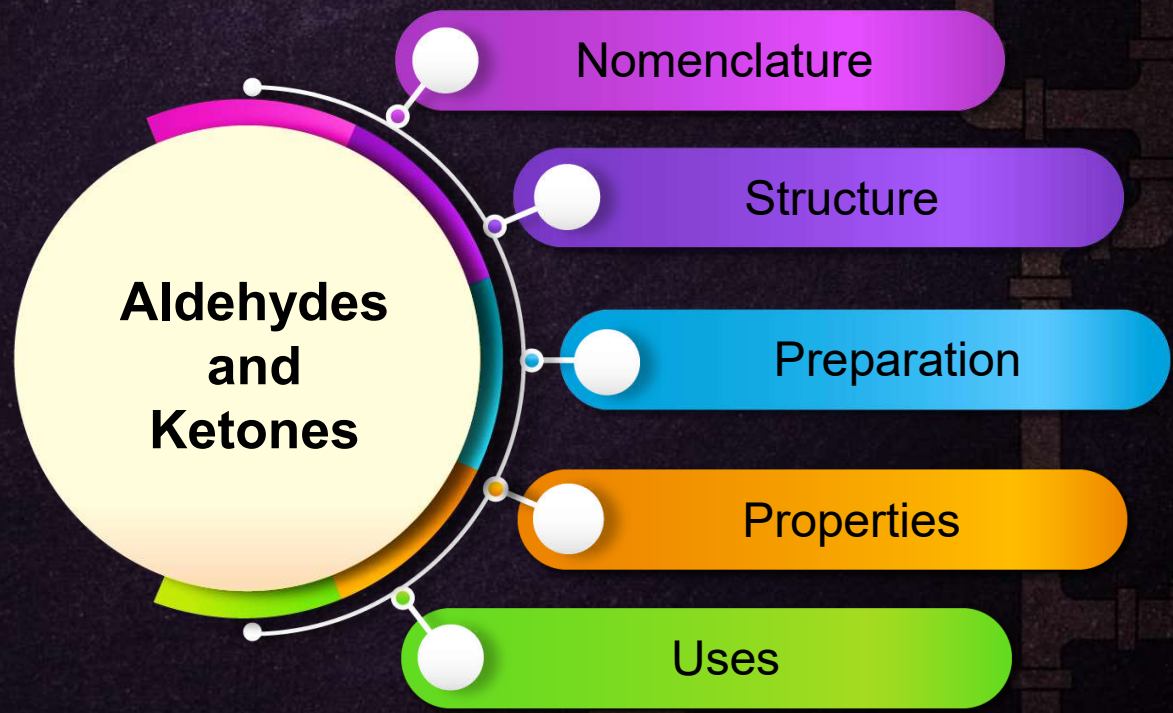 Aldehydes
and
Ketones
Nomenclature
Structure
Preparation
Properties
Uses